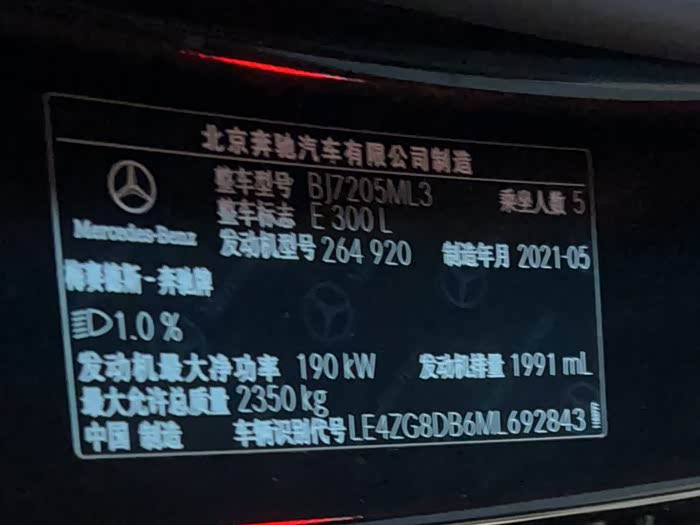 北京奔驰汽车有限公司制造
整车型号 BJ7205ML3 乘坐人数 5
整车标志 E 300 L
Mercedes-Benz
发动机型号 264 920 制造年月 2021-05
梅赛德斯-奔驰牌
1.0 %
发动机最大净功率 190 kW 发动机排量 1991 mL
最大允许总质量 2350 kg
中国 制造 车辆识别代号 LE4ZG8DB6ML692843